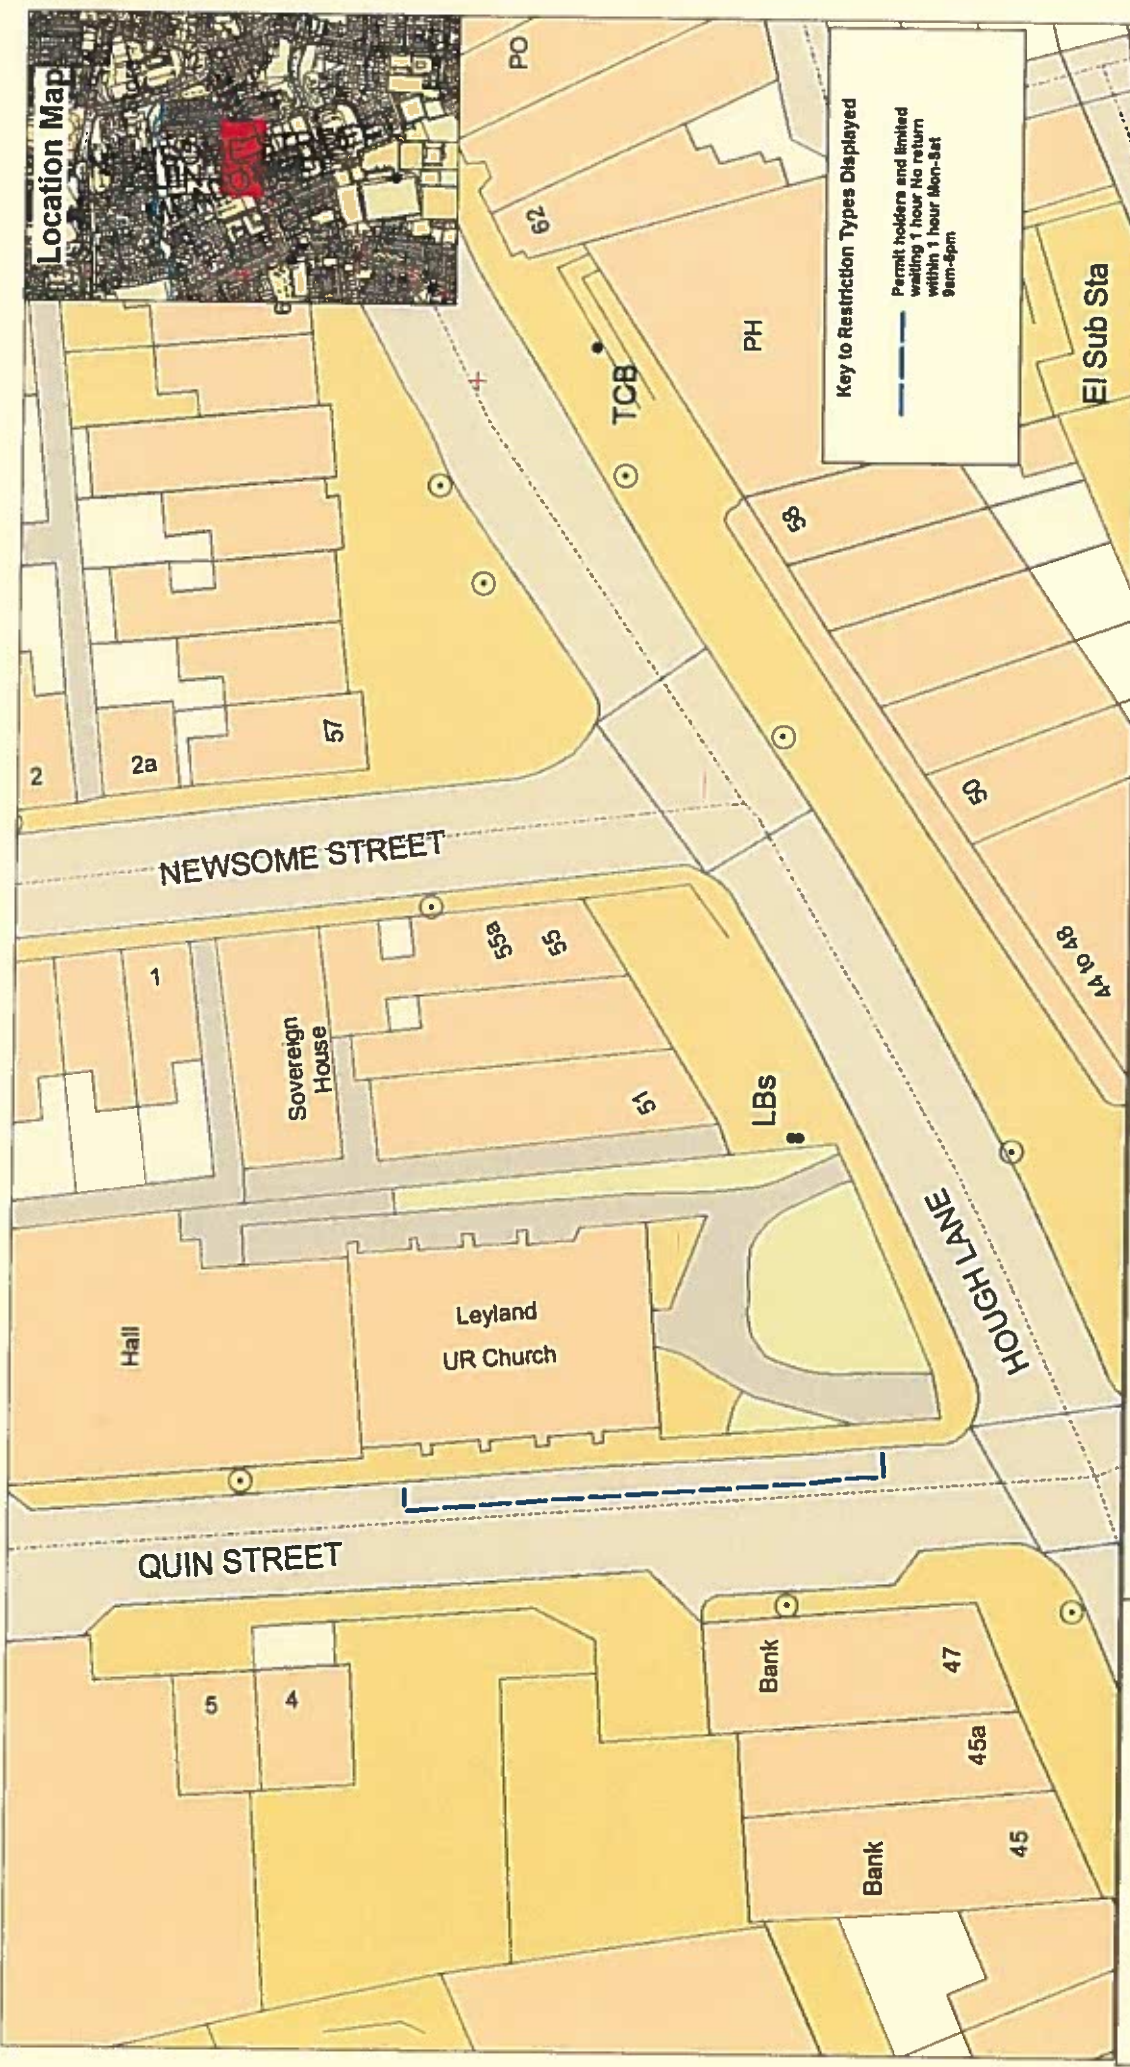 Location Map
PO
62
Key to Restriction Types Displayed
Permit holders and limited
waiting 1 hour No return
within 1 hour Mon-Sat
9am-6pm
El Sub Sta
PH
TCB
58
50
44 to 48
2
2a
57
NEWSOME STREET
1
Sovereign
House
55a
55
51
LBs
HOUGH LANE
Hall
Leyland
UR Church
QUIN STREET
5
4
Bank
47
45a
45
Bank